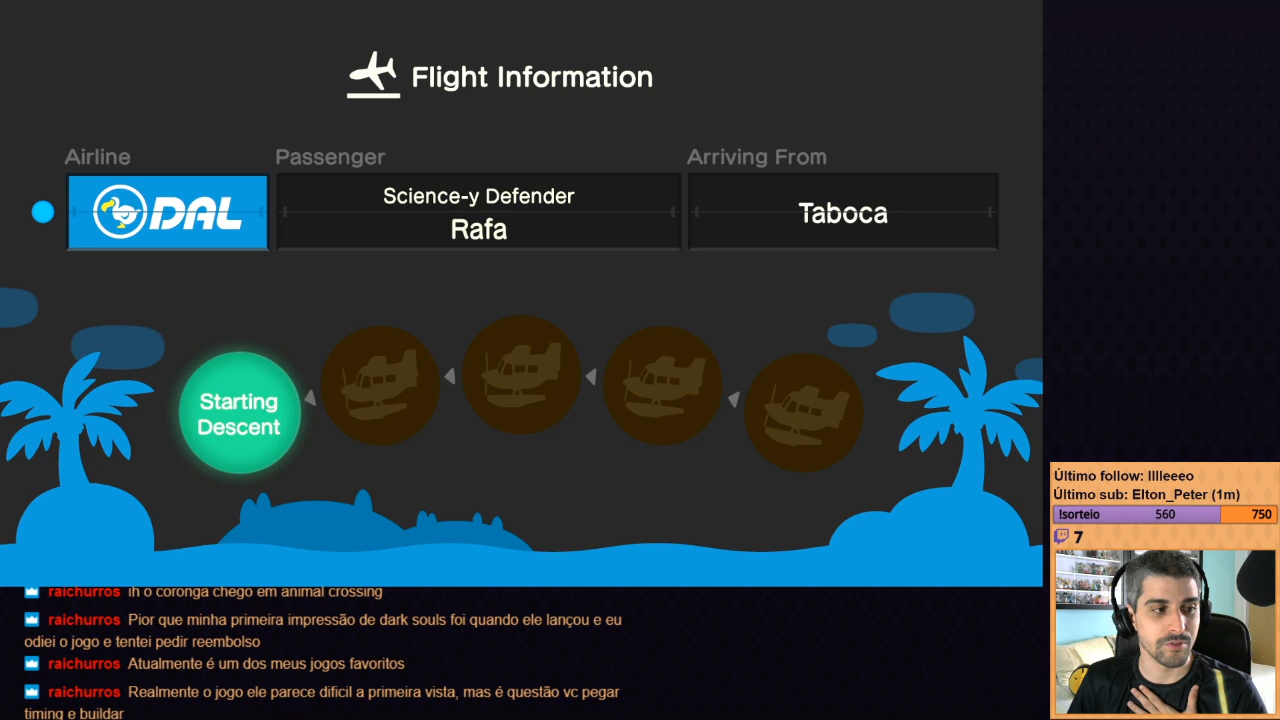 Flight Information
Airline
Passenger
Arriving From
DAL
Science-y Defender
Rafa
Taboca
Starting
Descent
Último follow: lllleeeo
Último sub: Elton_Peter (1m)
!sorteio 560 750
7
raichurros ih o coronga chego em animal crossing
raichurros Pior que minha primeira impressão de dark souls foi quando ele lançou e eu
odiei o jogo e tentei pedir reembolso
raichurros Atualmente é um dos meus jogos favoritos
raichurros Realmente o jogo ele parece dificil a primeira vista, mas é questão vc pegar
timing e buildar